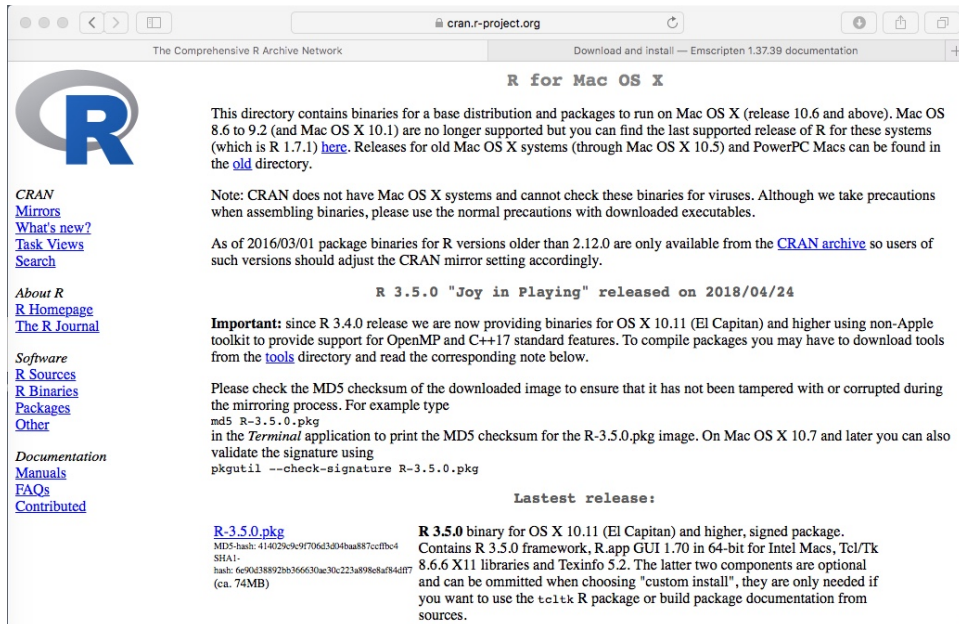 cran.r-project.org
The Comprehensive R Archive Network
Download and install — Emscripten 1.37.39 documentation
R
R for Mac OS X
This directory contains binaries for a base distribution and packages to run on Mac OS X (release 10.6 and above). Mac OS
8.6 to 9.2 (and Mac OS X 10.1) are no longer supported but you can find the last supported release of R for these systems
(which is R 1.7.1) here. Releases for old Mac OS X systems (through Mac OS X 10.5) and PowerPC Macs can be found in
the old directory.
Note: CRAN does not have Mac OS X systems and cannot check these binaries for viruses. Although we take precautions
when assembling binaries, please use the normal precautions with downloaded executables.
As of 2016/03/01 package binaries for R versions older than 2.12.0 are only available from the CRAN archive so users of
such versions should adjust the CRAN mirror setting accordingly.
R 3.5.0 "Joy in Playing" released on 2018/04/24
Important: since R 3.4.0 release we are now providing binaries for OS X 10.11 (El Capitan) and higher using non-Apple
toolkit to provide support for OpenMP and C++17 standard features. To compile packages you may have to download tools
from the tools directory and read the corresponding note below.
Please check the MD5 checksum of the downloaded image to ensure that it has not been tampered with or corrupted during
the mirroring process. For example type
md5 R-3.5.0.pkg
in the Terminal application to print the MD5 checksum for the R-3.5.0.pkg image. On Mac OS X 10.7 and later you can also
validate the signature using
pkgutil --check-signature R-3.5.0.pkg
Lastest release:
R-3.5.0.pkg
MD5-hash: 414029c9c9f706d3d04baa887ccffbc4
SHA1-
hash: 6e90d38892bb366630ae30c223a898e8af84dff7
(ca. 74MB)
R 3.5.0 binary for OS X 10.11 (El Capitan) and higher, signed package.
Contains R 3.5.0 framework, R.app GUI 1.70 in 64-bit for Intel Macs, Tcl/Tk
8.6.6 X11 libraries and Texinfo 5.2. The latter two components are optional
and can be ommitted when choosing "custom install", they are only needed if
you want to use the tcltk R package or build package documentation from
sources.
CRAN
Mirrors
What's new?
Task Views
Search
About R
R Homepage
The R Journal
Software
R Sources
R Binaries
Packages
Other
Documentation
Manuals
FAQs
Contributed